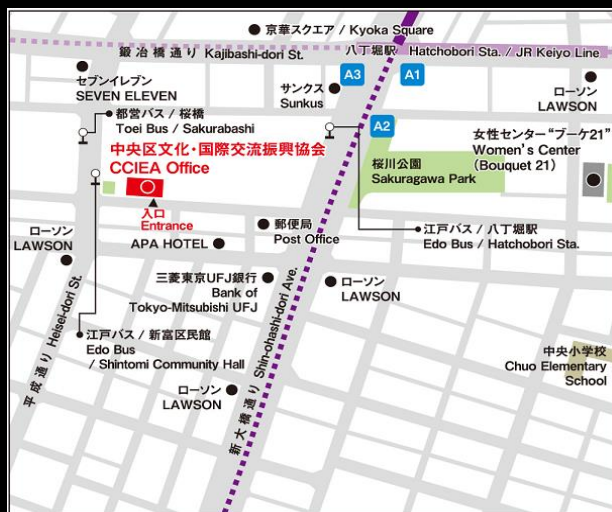 京華スクエア / Kyoka Square
鍛冶橋通り Kajibashi-dori St.
八丁堀駅 Hatchobori Sta. / JR Keiyo Line
A3
A1
セブンイレブン
SEVEN ELEVEN
サンクス
Sunkus
ローソン
LAWSON
都営バス / 桜橋
Toei Bus / Sakurabashi
A2
女性センター“ブーケ21”
Women's Center
(Bouquet 21)
中央区文化・国際交流振興協会
CCIEA Office
桜川公園
Sakuragawa Park
入口
Entrance
郵便局
Post Office
江戸バス / 八丁堀駅
Edo Bus / Hatchobori Sta.
ローソン
LAWSON
APA HOTEL
三菱東京UFJ銀行
Bank of
Tokyo-Mitsubishi UFJ
ローソン
LAWSON
江戸バス / 新富区民館
Edo Bus
/ Shintomi Community Hall
中央小学校
Chuo Elementary
School
ローソン
LAWSON
平成通り Heisei-dori St.
新大橋通り Shin-ohashi-dori Ave.